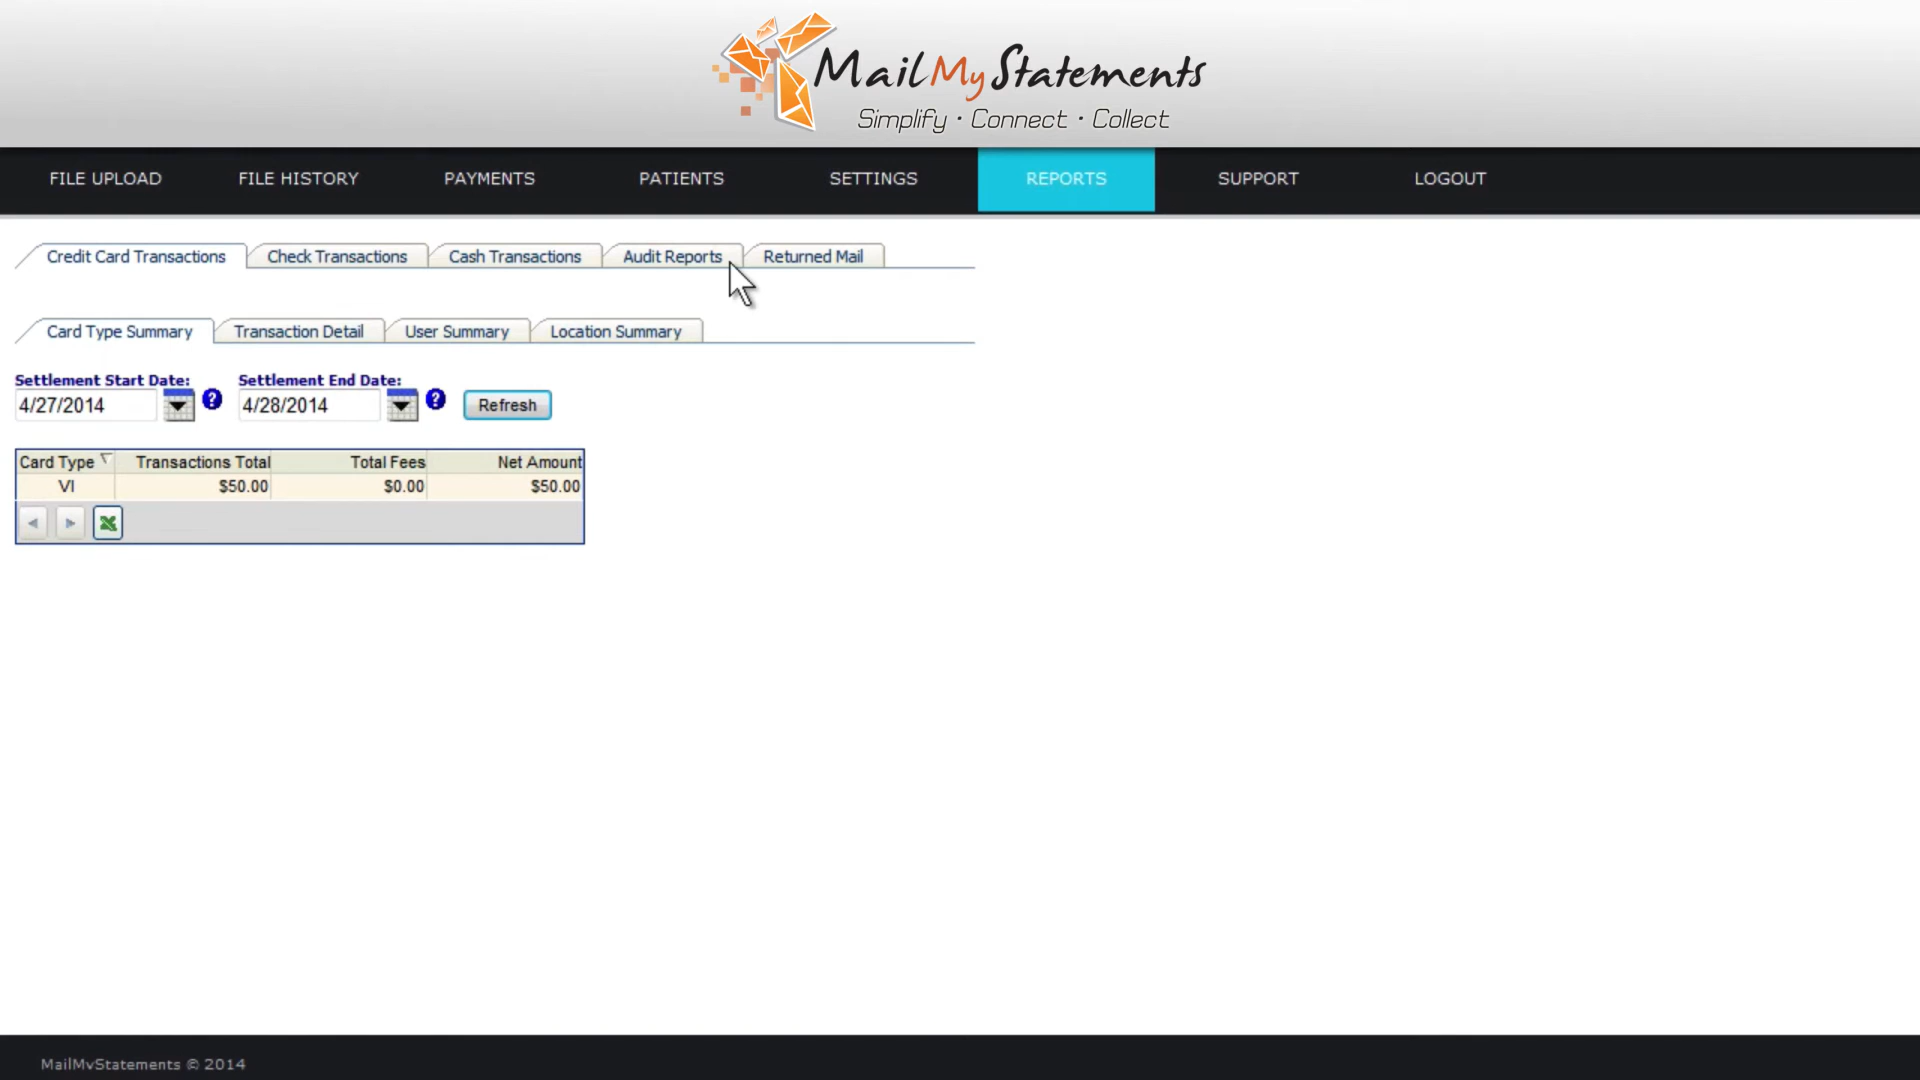 MailMyStatements
Simplify · Connect · Collect
FILE UPLOAD FILE HISTORY PAYMENTS PATIENTS SETTINGS REPORTS SUPPORT LOGOUT
Credit Card Transactions Check Transactions Cash Transactions Audit Reports Returned Mail
Card Type Summary Transaction Detail User Summary Location Summary
Settlement Start Date: Settlement End Date:
4/27/2014 ? 4/28/2014 ? Refresh
Card Type Transactions Total Total Fees Net Amount
VI $50.00 $0.00 $50.00
MailMyStatements © 2014